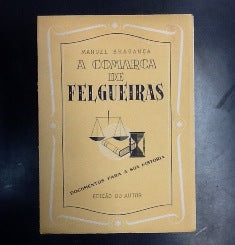 MANUEL BRAGANÇA
A COMARCA
DE
FELGUEIRAS
DOCUMENTOS PARA A SUA HISTÓRIA
EDIÇÃO DO AUTOR